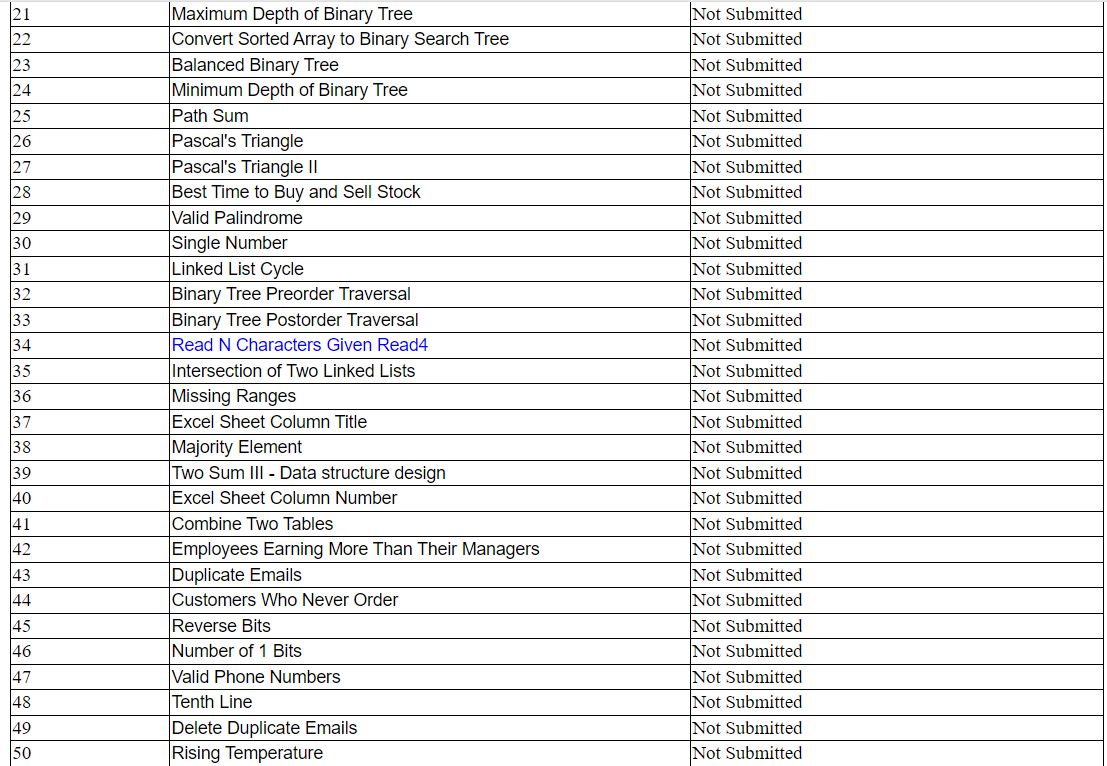 21 Maximum Depth of Binary Tree Not Submitted
22 Convert Sorted Array to Binary Search Tree Not Submitted
23 Balanced Binary Tree Not Submitted
24 Minimum Depth of Binary Tree Not Submitted
25 Path Sum Not Submitted
26 Pascal's Triangle Not Submitted
27 Pascal's Triangle II Not Submitted
28 Best Time to Buy and Sell Stock Not Submitted
29 Valid Palindrome Not Submitted
30 Single Number Not Submitted
31 Linked List Cycle Not Submitted
32 Binary Tree Preorder Traversal Not Submitted
33 Binary Tree Postorder Traversal Not Submitted
34 Read N Characters Given Read4 Not Submitted
35 Intersection of Two Linked Lists Not Submitted
36 Missing Ranges Not Submitted
37 Excel Sheet Column Title Not Submitted
38 Majority Element Not Submitted
39 Two Sum III - Data structure design Not Submitted
40 Excel Sheet Column Number Not Submitted
41 Combine Two Tables Not Submitted
42 Employees Earning More Than Their Managers Not Submitted
43 Duplicate Emails Not Submitted
44 Customers Who Never Order Not Submitted
45 Reverse Bits Not Submitted
46 Number of 1 Bits Not Submitted
47 Valid Phone Numbers Not Submitted
48 Tenth Line Not Submitted
49 Delete Duplicate Emails Not Submitted
50 Rising Temperature Not Submitted